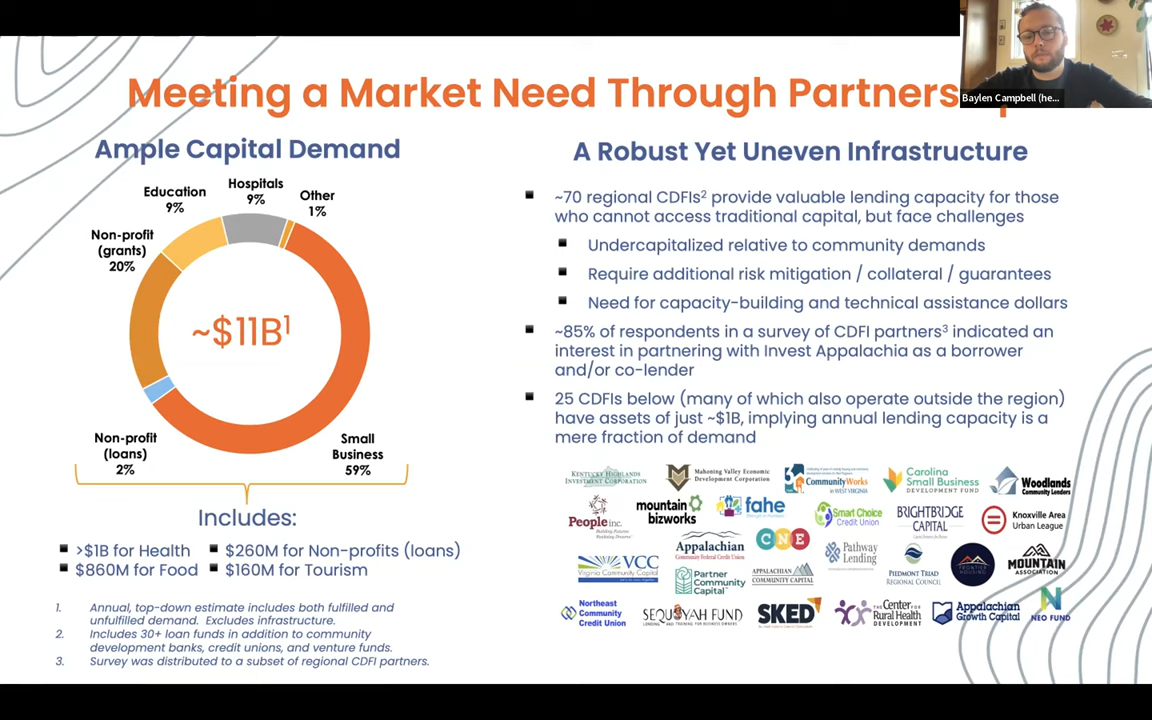 Meeting a Market Need Through Partners
Baylen Campbell (he...
Ample Capital Demand
Education
9%
Hospitals
9%
Other
1%
Non-profit
(grants)
20%
~$11B1
Non-profit
(loans)
2%
Small
Business
59%
Includes:
>$1B for Health
$260M for Non-profits (loans)
$860M for Food
$160M for Tourism
1. Annual, top-down estimate includes both fulfilled and
unfulfilled demand. Excludes infrastructure.
2. Includes 30+ loan funds in addition to community
development banks, credit unions, and venture funds.
3. Survey was distributed to a subset of regional CDFI partners.
A Robust Yet Uneven Infrastructure
~70 regional CDFIs2 provide valuable lending capacity for those
who cannot access traditional capital, but face challenges
Undercapitalized relative to community demands
Require additional risk mitigation / collateral / guarantees
Need for capacity-building and technical assistance dollars
~85% of respondents in a survey of CDFI partners3 indicated an
interest in partnering with Invest Appalachia as a borrower
and/or co-lender
25 CDFIs below (many of which also operate outside the region)
have assets of just ~$1B, implying annual lending capacity is a
mere fraction of demand
Kentucky Highlands
Investment Corporation
Mahoning Valley Economic
Development Corporation
CommunityWorks
IN WEST VIRGINIA
Carolina
Small Business
DEVELOPMENT FUND
Woodlands
Community Lenders
People inc.
mountain
bizworks
fahe
Smart Choice
Credit Union
BRIGHTBRIDGE
CAPITAL
Knoxville Area
Urban League
VCC
Virginia Community Capital
Appalachian
Community Federal Credit Union
CNE
Pathway
Lending
PIEDMONT TRIAD
REGIONAL COUNCIL
FRONTIER
HOUSING
MOUNTAIN
ASSOCIATION
Partner
Community
Capital
APPALACHIAN
COMMUNITY CAPITAL
Northeast
Community
Credit Union
SEQUOYAH FUND
LENDING AND TRAINING FOR BUSINESS OWNERS
SKED
The Center for
Rural Health
DEVELOPMENT
Appalachian
Growth Capital
NEO FUND